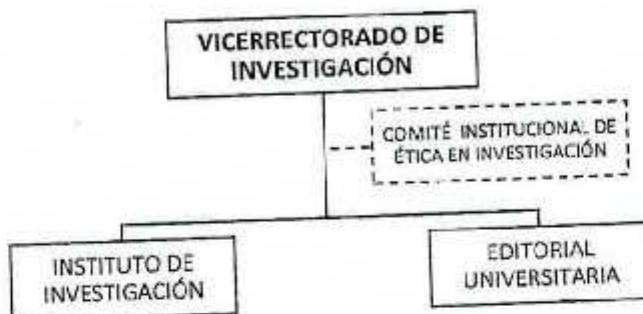 VICERRECTORADO DE
INVESTIGACIÓN
COMITÉ INSTITUCIONAL DE
ÉTICA EN INVESTIGACIÓN
INSTITUTO DE
INVESTIGACIÓN
EDITORIAL
UNIVERSITARIA